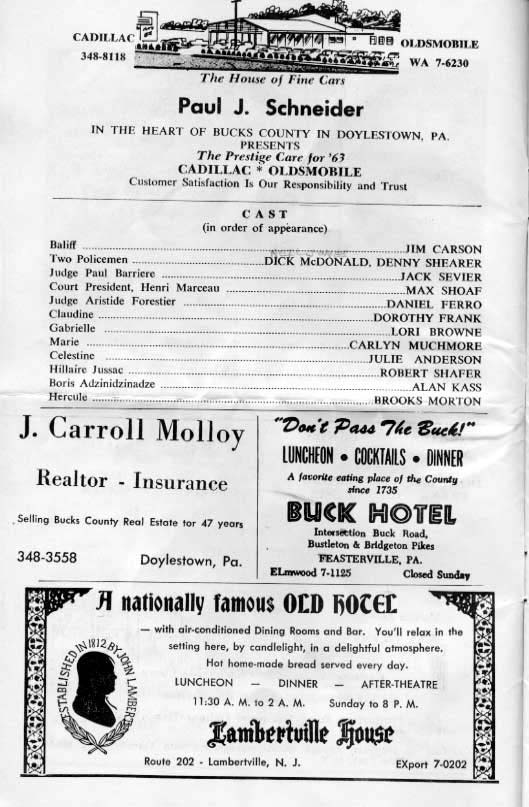 CADILLAC
348-8118
OLDSMOBILE
WA 7-6230
The House of Fine Cars
Paul J. Schneider
IN THE HEART OF BUCKS COUNTY IN DOYLESTOWN, PA.
PRESENTS
The Prestige Care for '63
CADILLAC * OLDSMOBILE
Customer Satisfaction Is Our Responsibility and Trust
CAST
(in order of appearance)
Baliff ........ JIM CARSON
Two Policemen ........ DICK McDONALD, DENNY SHEARER
Judge Paul Barriere ........ JACK SEVIER
Court President, Henri Marceau ........ MAX SHOAF
Judge Aristide Forestier ........ DANIEL FERRO
Claudine ........ DOROTHY FRANK
Gabrielle ........ LORI BROWNE
Marie ........ CARLYN MUCHMORE
Celestine ........ JULIE ANDERSON
Hillaire Jussac ........ ROBERT SHAFER
Boris Adzinidzinadze ........ ALAN KASS
Hercule ........ BROOKS MORTON
J. Carroll Molloy
Realtor - Insurance
Selling Bucks County Real Estate for 47 years
348-3558 Doylestown, Pa.
"Don't Pass The Buck!"
LUNCHEON • COCKTAILS • DINNER
A favorite eating place of the County
since 1735
BUCK HOTEL
Intersection Buck Road,
Bustleton & Bridgeton Pikes
FEASTERVILLE, PA.
ELmwood 7-1125 Closed Sunday
A nationally famous OLD HOTEL
— with air-conditioned Dining Rooms and Bar. You'll relax in the
setting here, by candlelight, in a delightful atmosphere.
Hot home-made bread served every day.
LUNCHEON — DINNER — AFTER-THEATRE
11:30 A. M. to 2 A. M. Sunday to 8 P. M.
Lambertville House
Route 202 - Lambertville, N. J. EXport 7-0202
ESTABLISHED IN 1812 BY JOHN LAMBERT